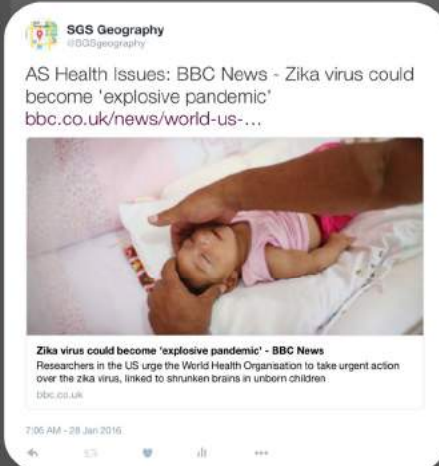 SGS Geography
@SGSgeography
AS Health Issues: BBC News - Zika virus could
become 'explosive pandemic'
bbc.co.uk/news/world-us-...
Zika virus could become 'explosive pandemic' - BBC News
Researchers in the US urge the World Health Organisation to take urgent action
over the zika virus, linked to shrunken brains in unborn children
bbc.co.uk
7:06 AM - 28 Jan 2016